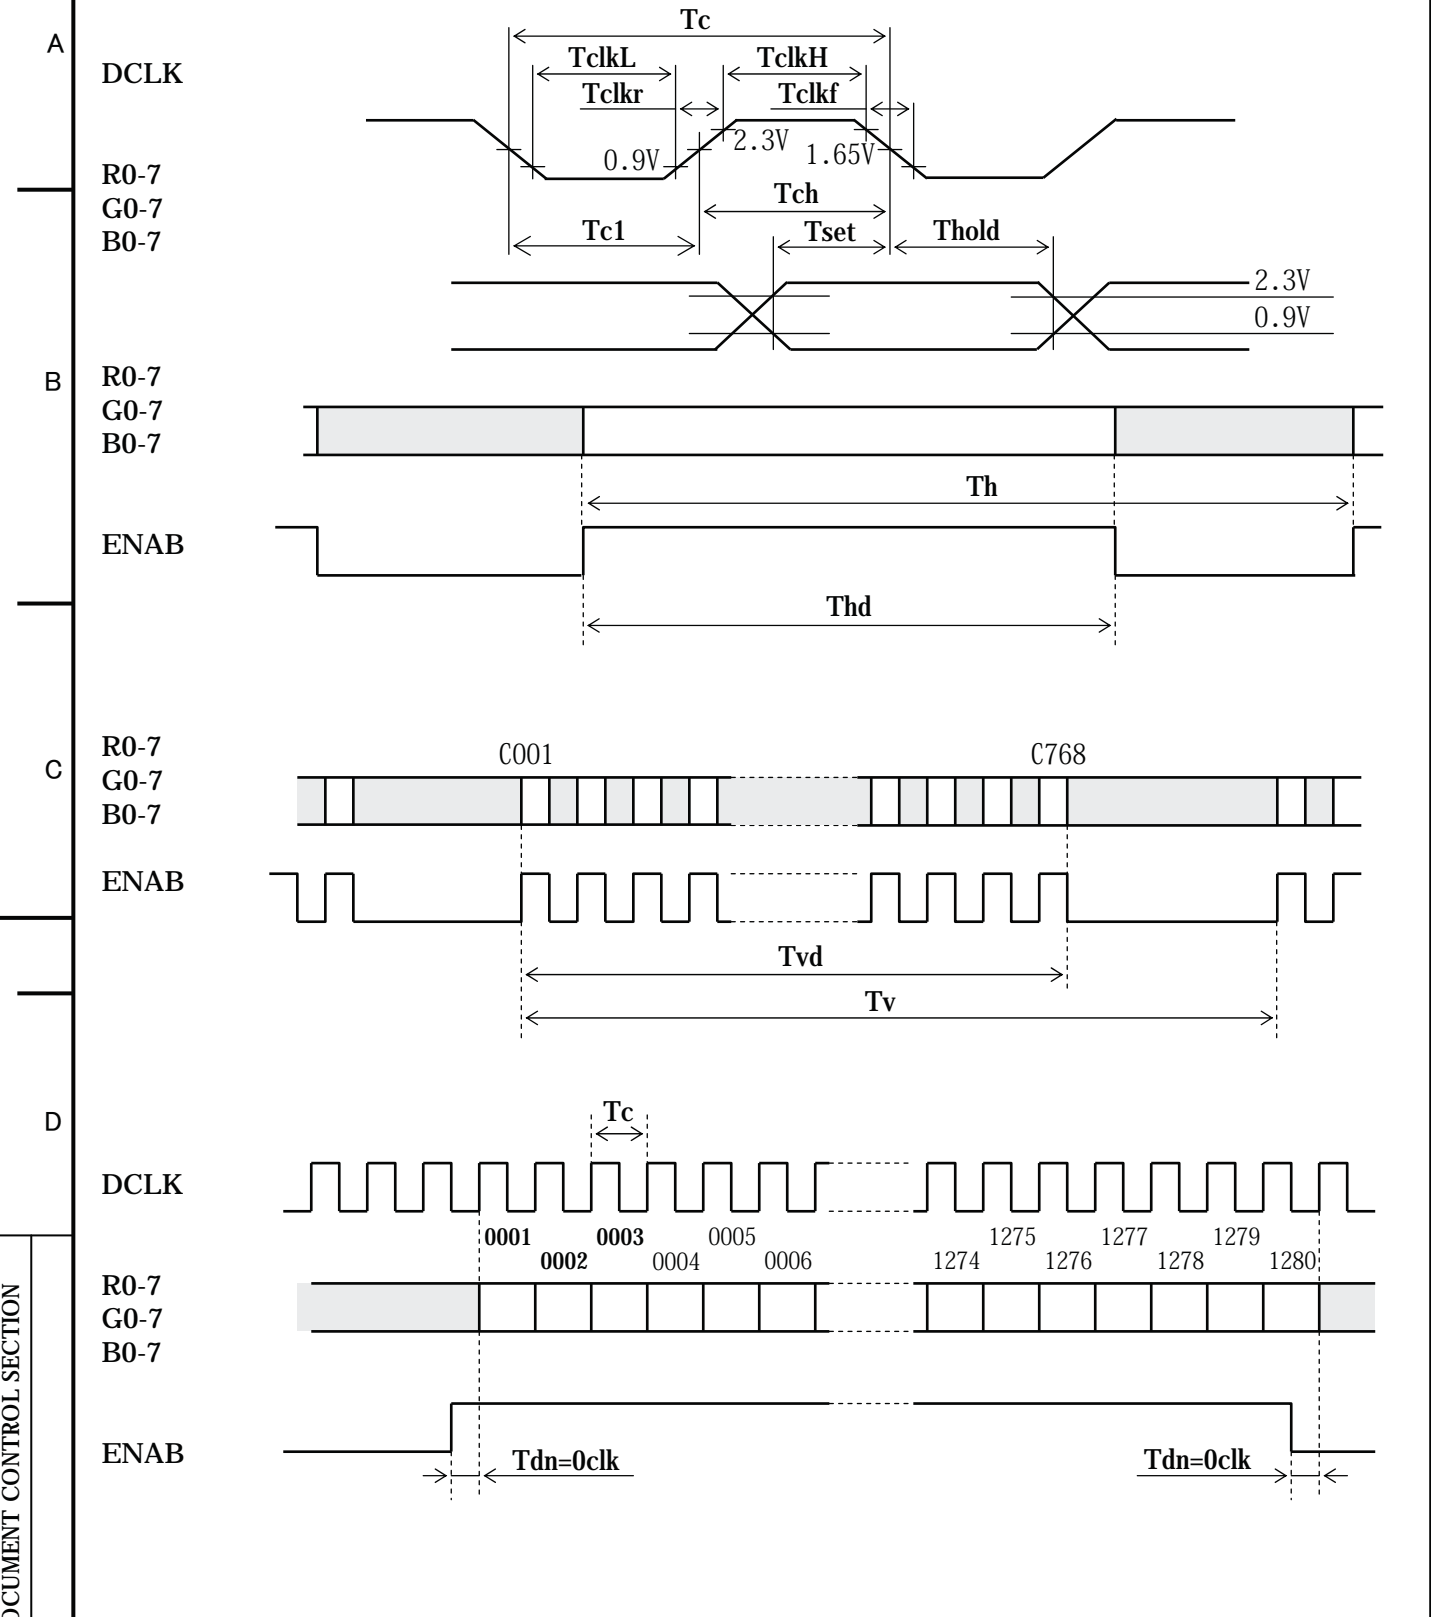 A
Tc
DCLK
TclkL
TclkH
Tclkr
Tclkf
2.3V
0.9V
1.65V
R0-7
G0-7
B0-7
Tch
Tc1
Tset
Thold
2.3V
0.9V
B
R0-7
G0-7
B0-7
Th
ENAB
Thd
C
R0-7
G0-7
B0-7
C001
C768
ENAB
Tvd
Tv
D
Tc
DCLK
0001 0003 0005 1275 1277 1279
0002 0004 0006 1274 1276 1278 1280
R0-7
G0-7
B0-7
ENAB
Tdn=0clk
Tdn=0clk
CONTROL SECTION